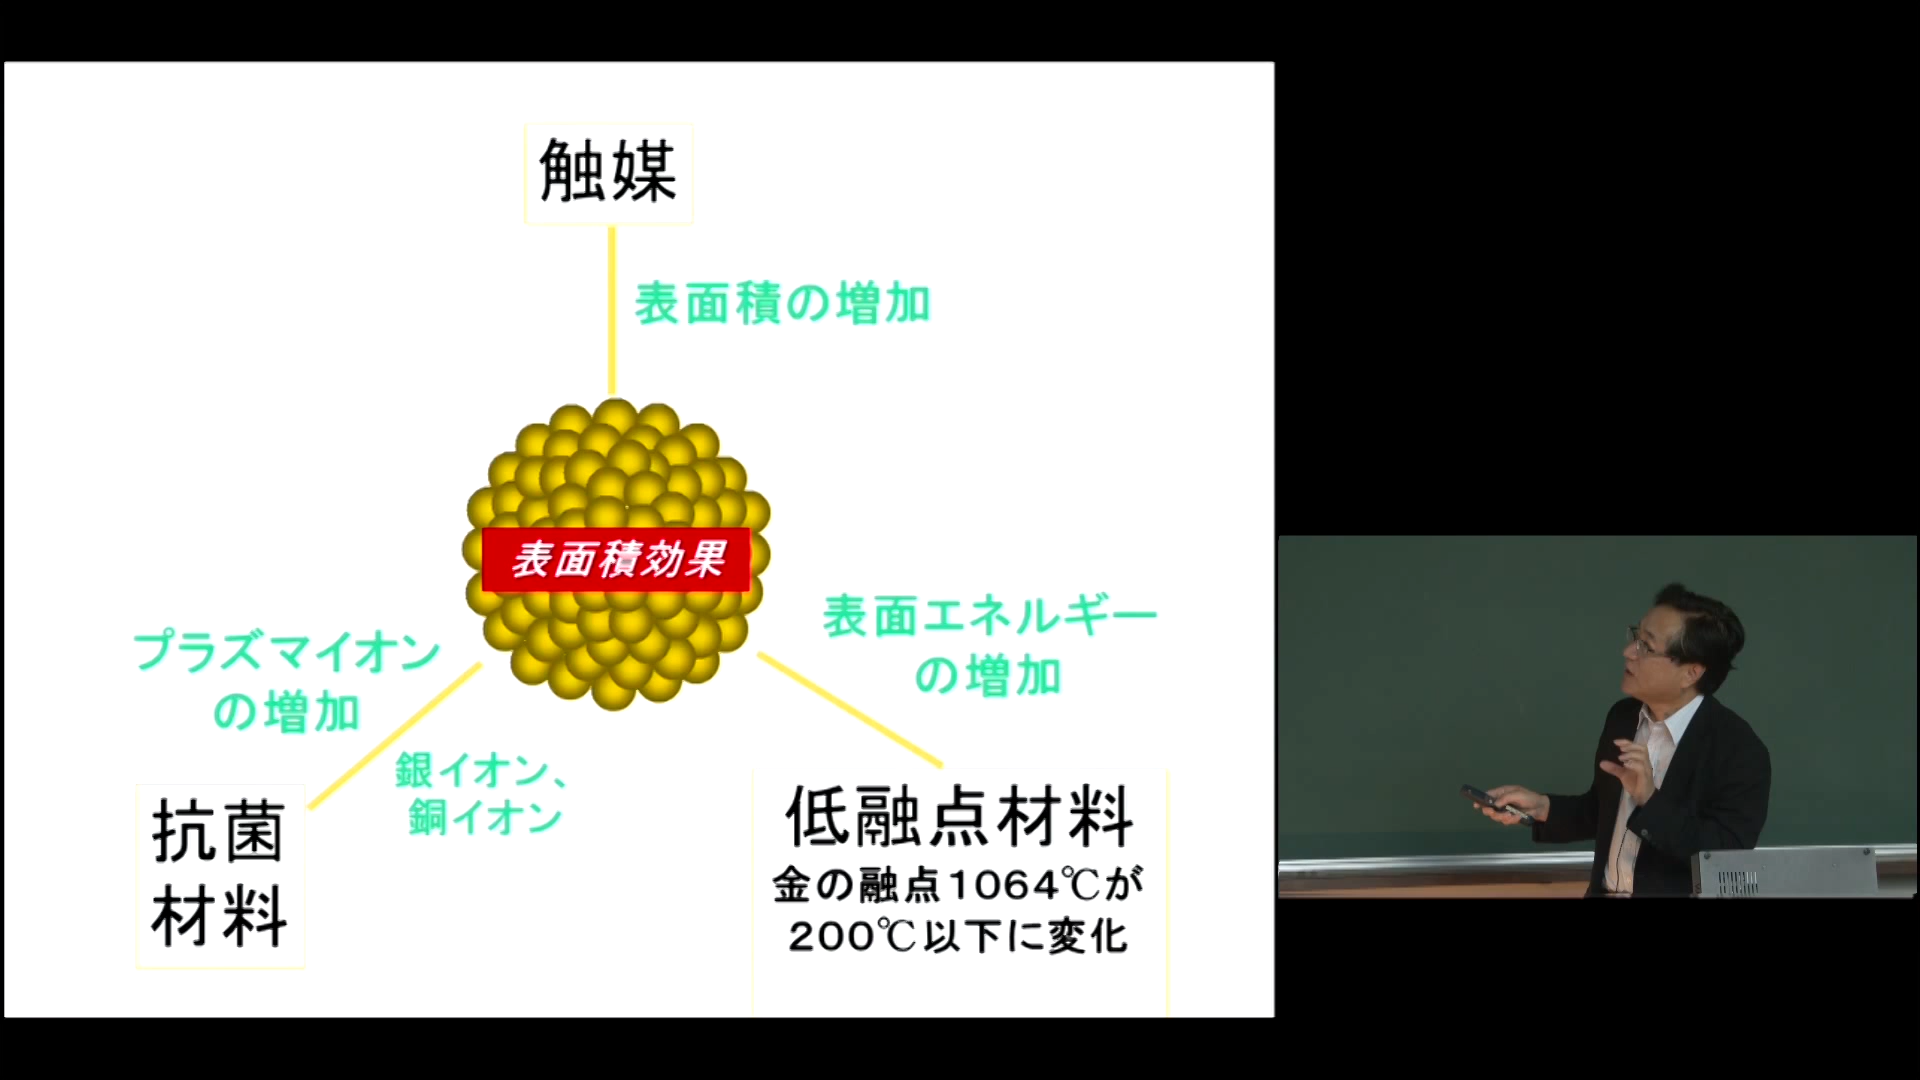 触媒
表面積の増加
表面積効果
プラズマイオン
の増加
銀イオン、
銅イオン
抗菌
材料
表面エネルギー
の増加
低融点材料
金の融点1064℃が
200℃以下に変化